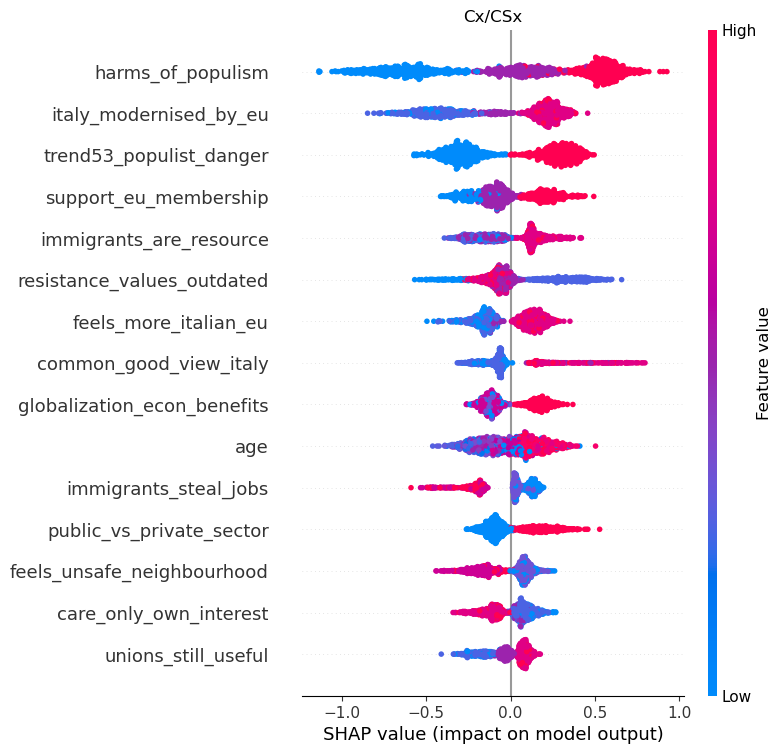 Cx/CSx
High
harms_of_populism
italy_modernised_by_eu
trend53_populist_danger
support_eu_membership
immigrants_are_resource
resistance_values_outdated
feels_more_italian_eu
common_good_view_italy
globalization_econ_benefits
age
immigrants_steal_jobs
public_vs_private_sector
feels_unsafe_neighbourhood
care_only_own_interest
unions_still_useful
Feature value
Low
−1.0 −0.5 0.0 0.5 1.0
SHAP value (impact on model output)